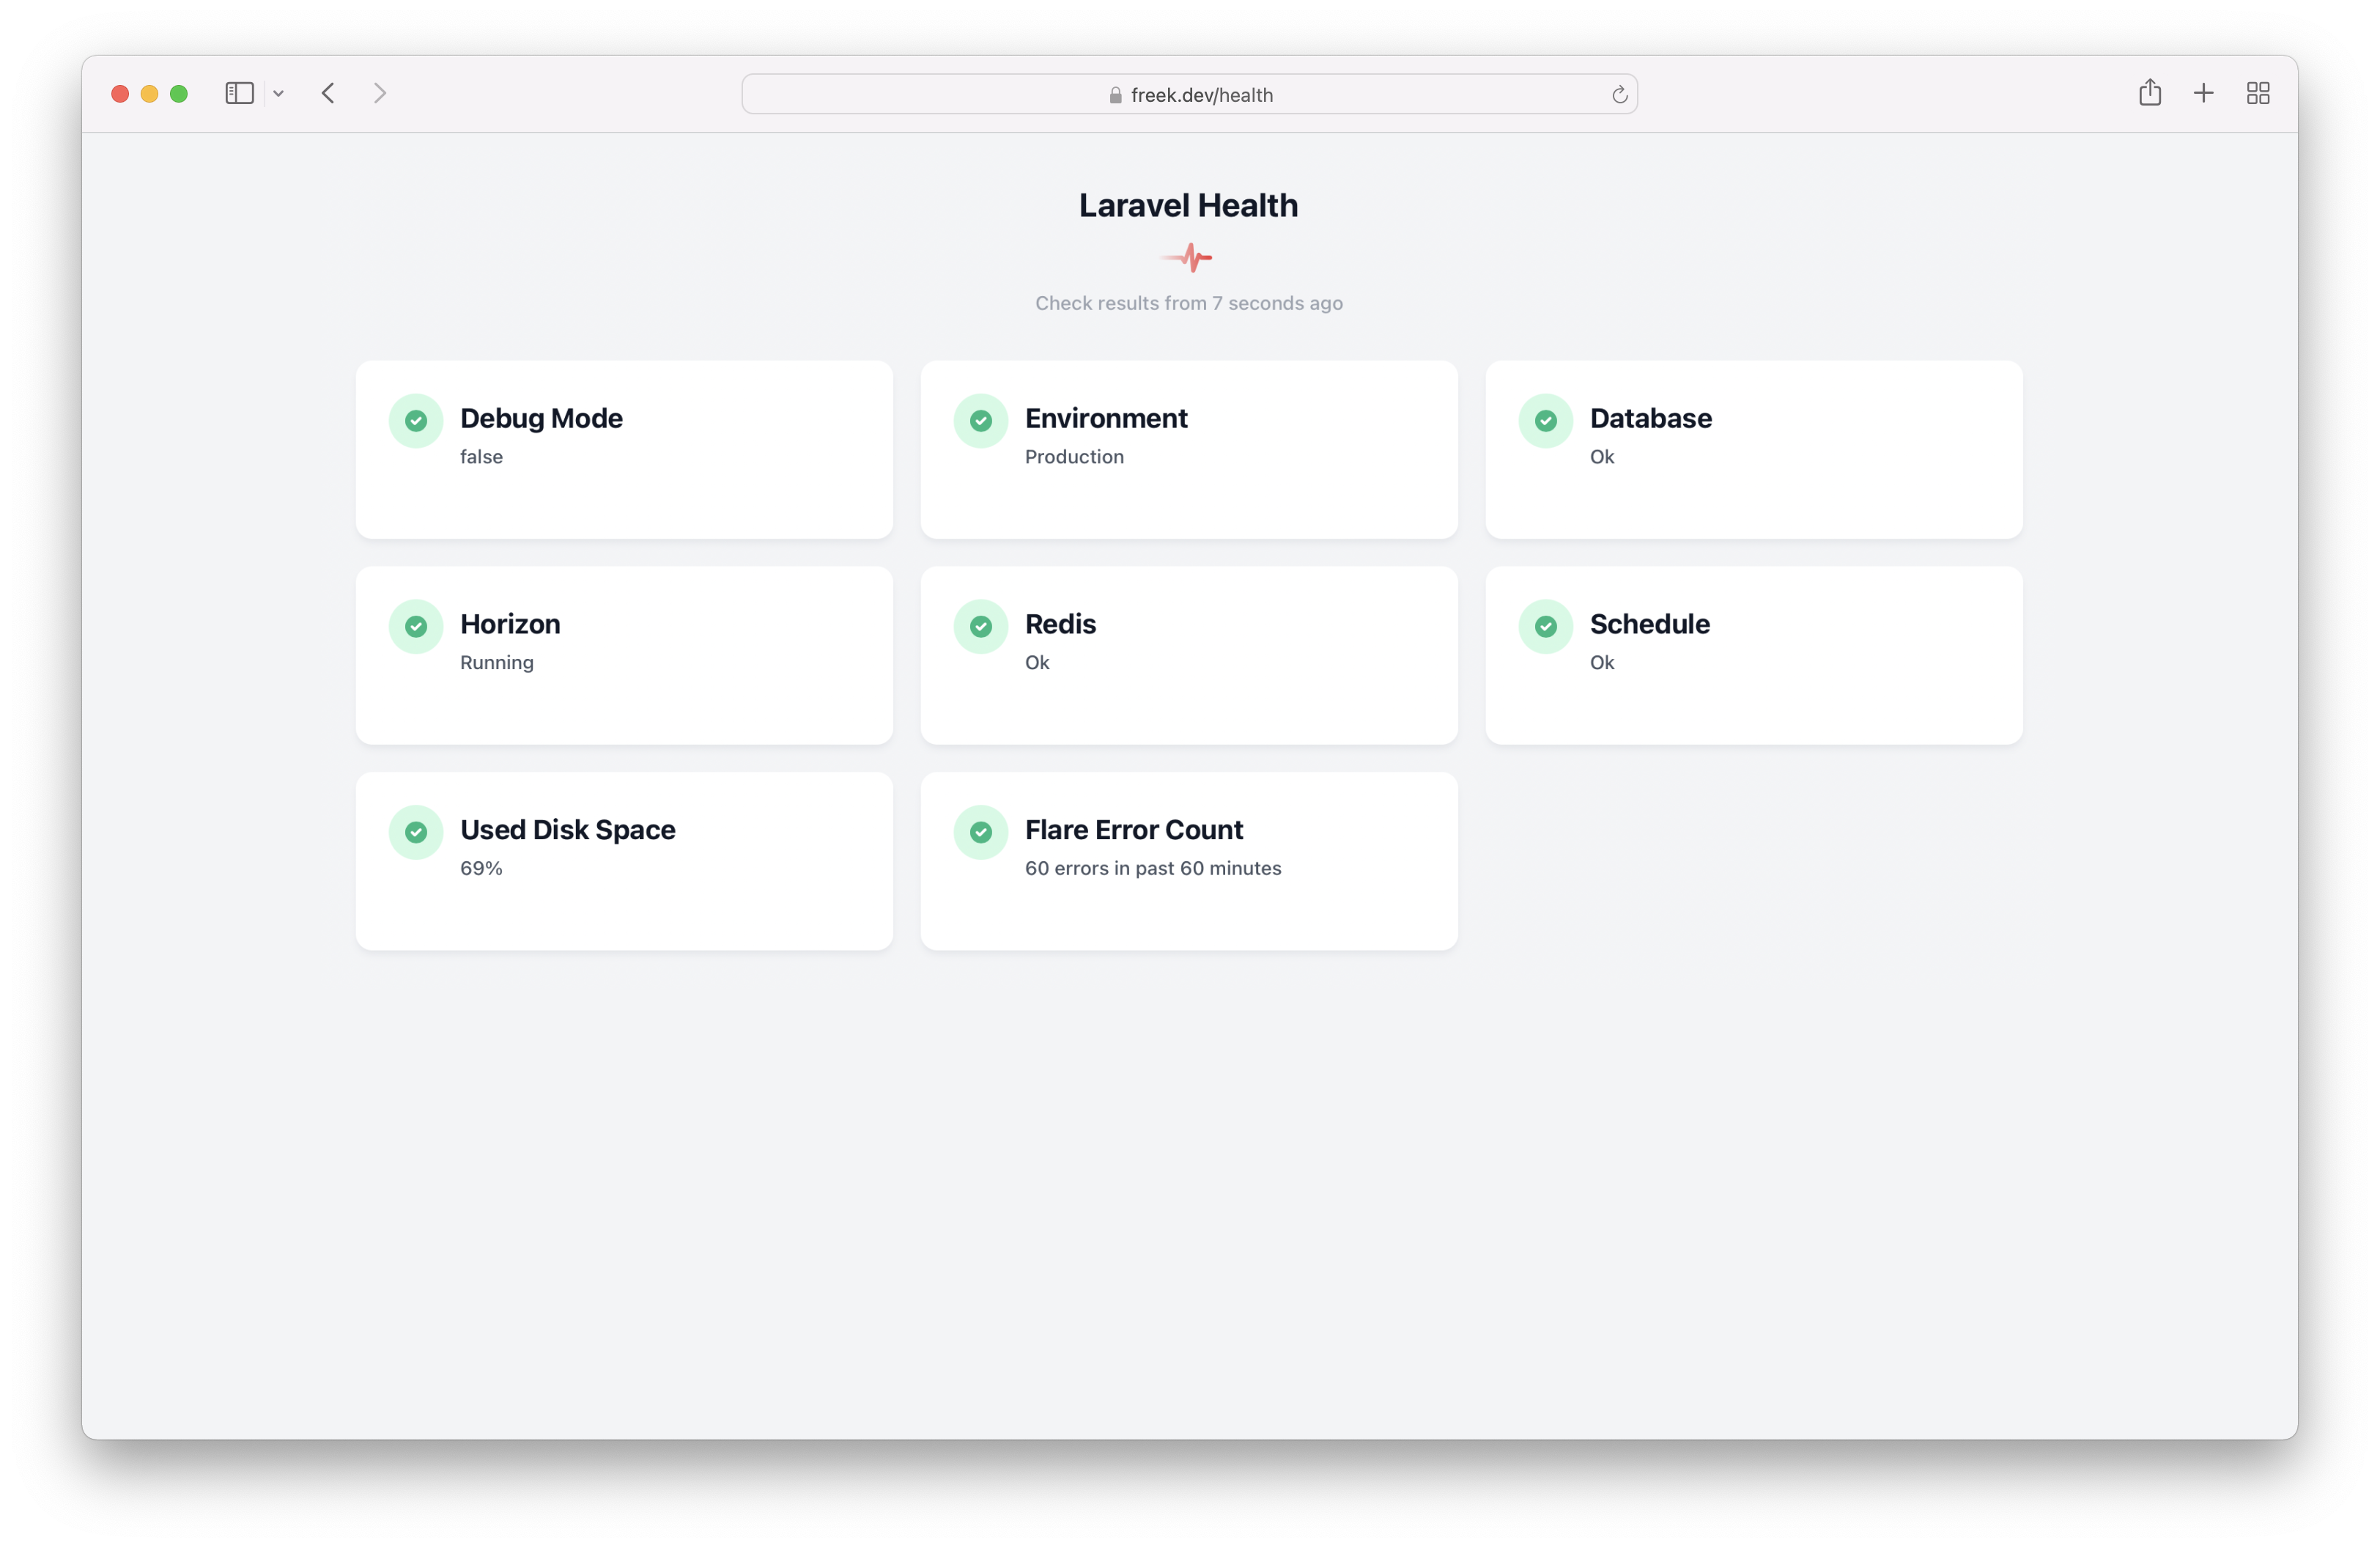 freek.dev/health
Laravel Health
Check results from 7 seconds ago
Debug Mode
false
Environment
Production
Database
Ok
Horizon
Running
Redis
Ok
Schedule
Ok
Used Disk Space
69%
Flare Error Count
60 errors in past 60 minutes